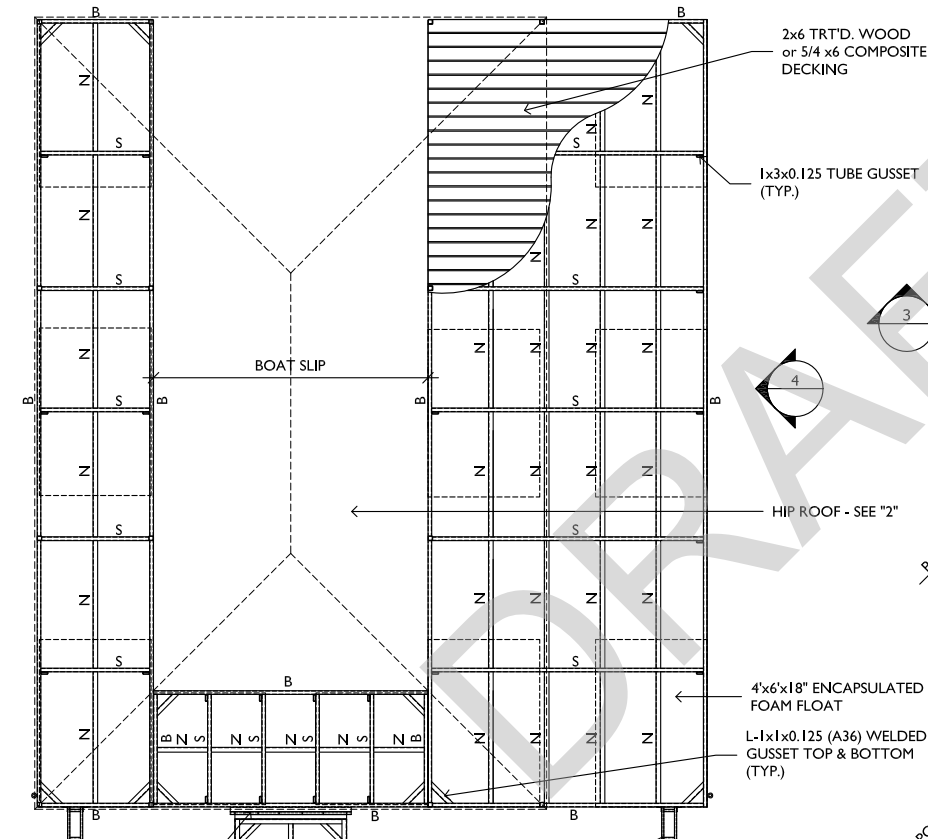 B
B
2x6 TRT'D. WOOD
or 5/4 x6 COMPOSITE
DECKING
N
N
N
N
S
S
1x3x0.125 TUBE GUSSET
(TYP.)
N
N
N
N
S
S
3
N
N
N
N
N
BOAT SLIP
4
B
B
S
B
S
B
N
N
N
N
N
HIP ROOF - SEE "2"
S
S
N
N
N
N
N
S
S
B
4'x6'x18" ENCAPSULATED
FOAM FLOAT
N
B
N
S
N
S
N
S
N
S
N
B
N
N
N
N
L-1x1x0.125 (A36) WELDED
GUSSET TOP & BOTTOM
(TYP.)
B
B
B
DRAF